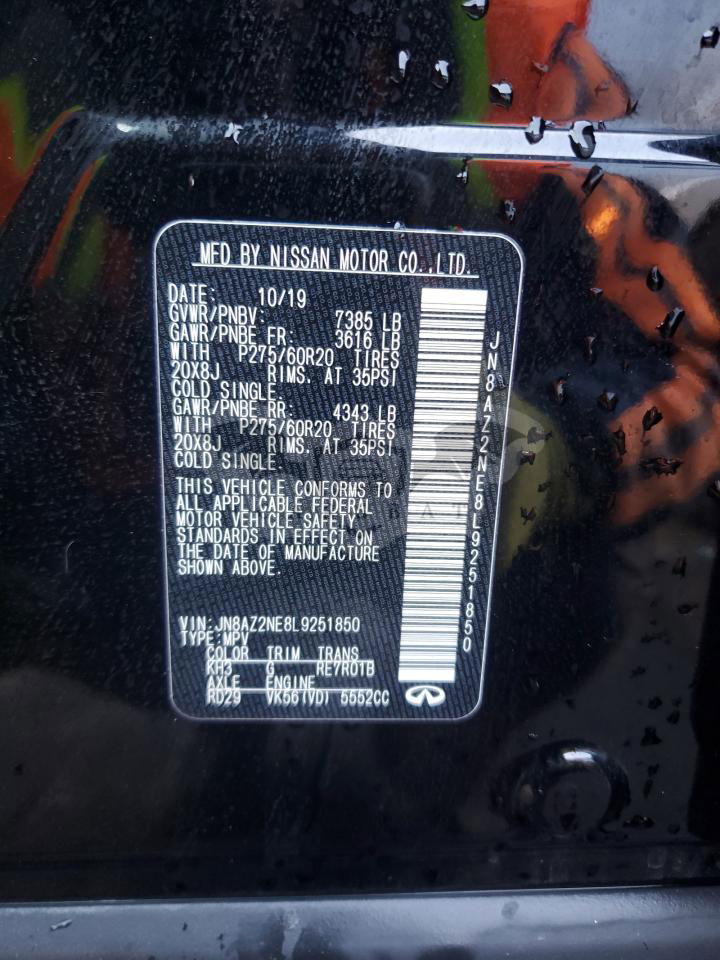 MFD BY NISSAN MOTOR CO.,LTD.
DATE: 10/19
GVWR/PNBV: 7385 LB
GAWR/PNBE FR: 3616 LB
WITH P275/60R20 TIRES
20X8J RIMS. AT 35PSI
COLD SINGLE.
GAWR/PNBE RR: 4343 LB
WITH P275/60R20 TIRES
20X8J RIMS. AT 35PSI
COLD SINGLE.
THIS VEHICLE CONFORMS TO
ALL APPLICABLE FEDERAL
MOTOR VEHICLE SAFETY
STANDARDS IN EFFECT ON
THE DATE OF MANUFACTURE
SHOWN ABOVE.
VIN:JN8AZ2NE8L9251850
TYPE:MPV
COLOR TRIM TRANS
KH3 G RE7R01B
AXLE ENGINE
RD29 VK56(VD) 5552CC
JN8AZ2NE8L9251850